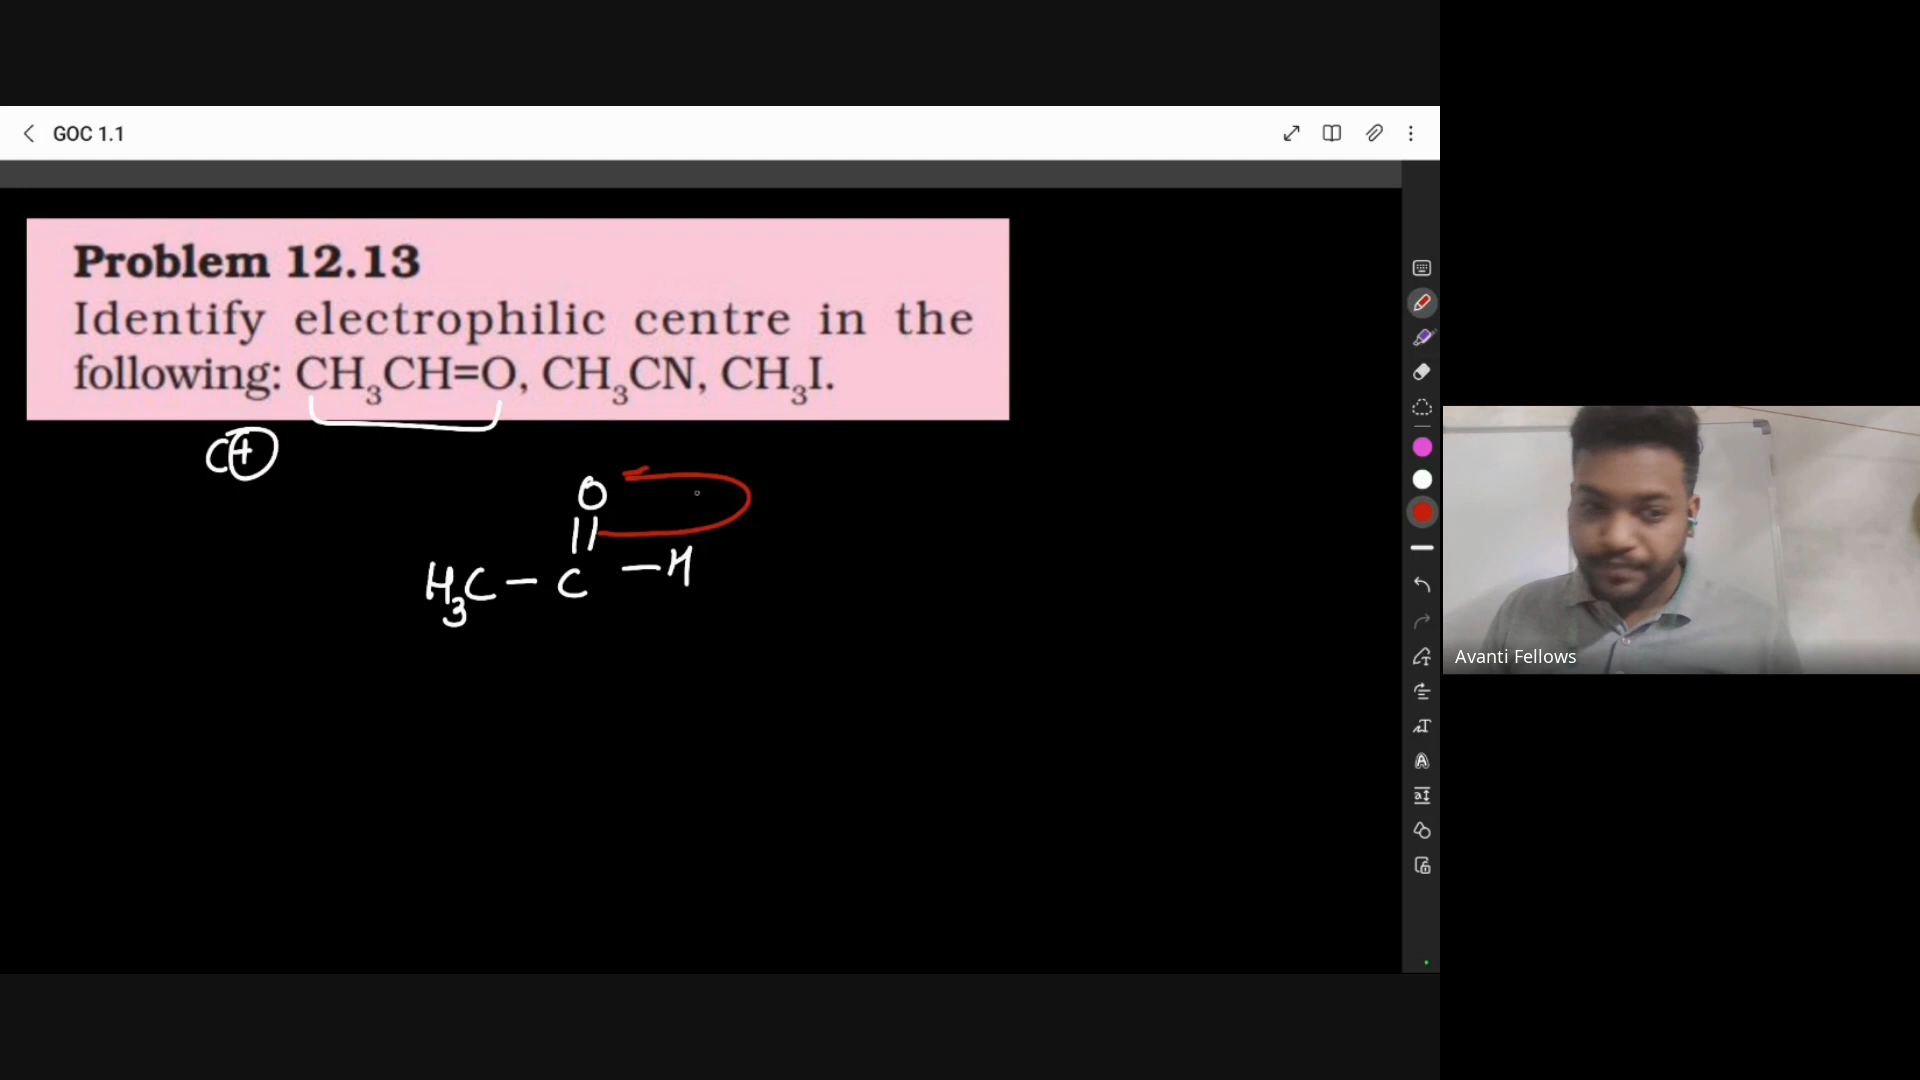 GOC 1.1
Problem 12.13
Identify electrophilic centre in the
following: CH₃CH=O, CH₃CN, CH₃I.
C+
O
||
H₃C – C – H
Avanti Fellows